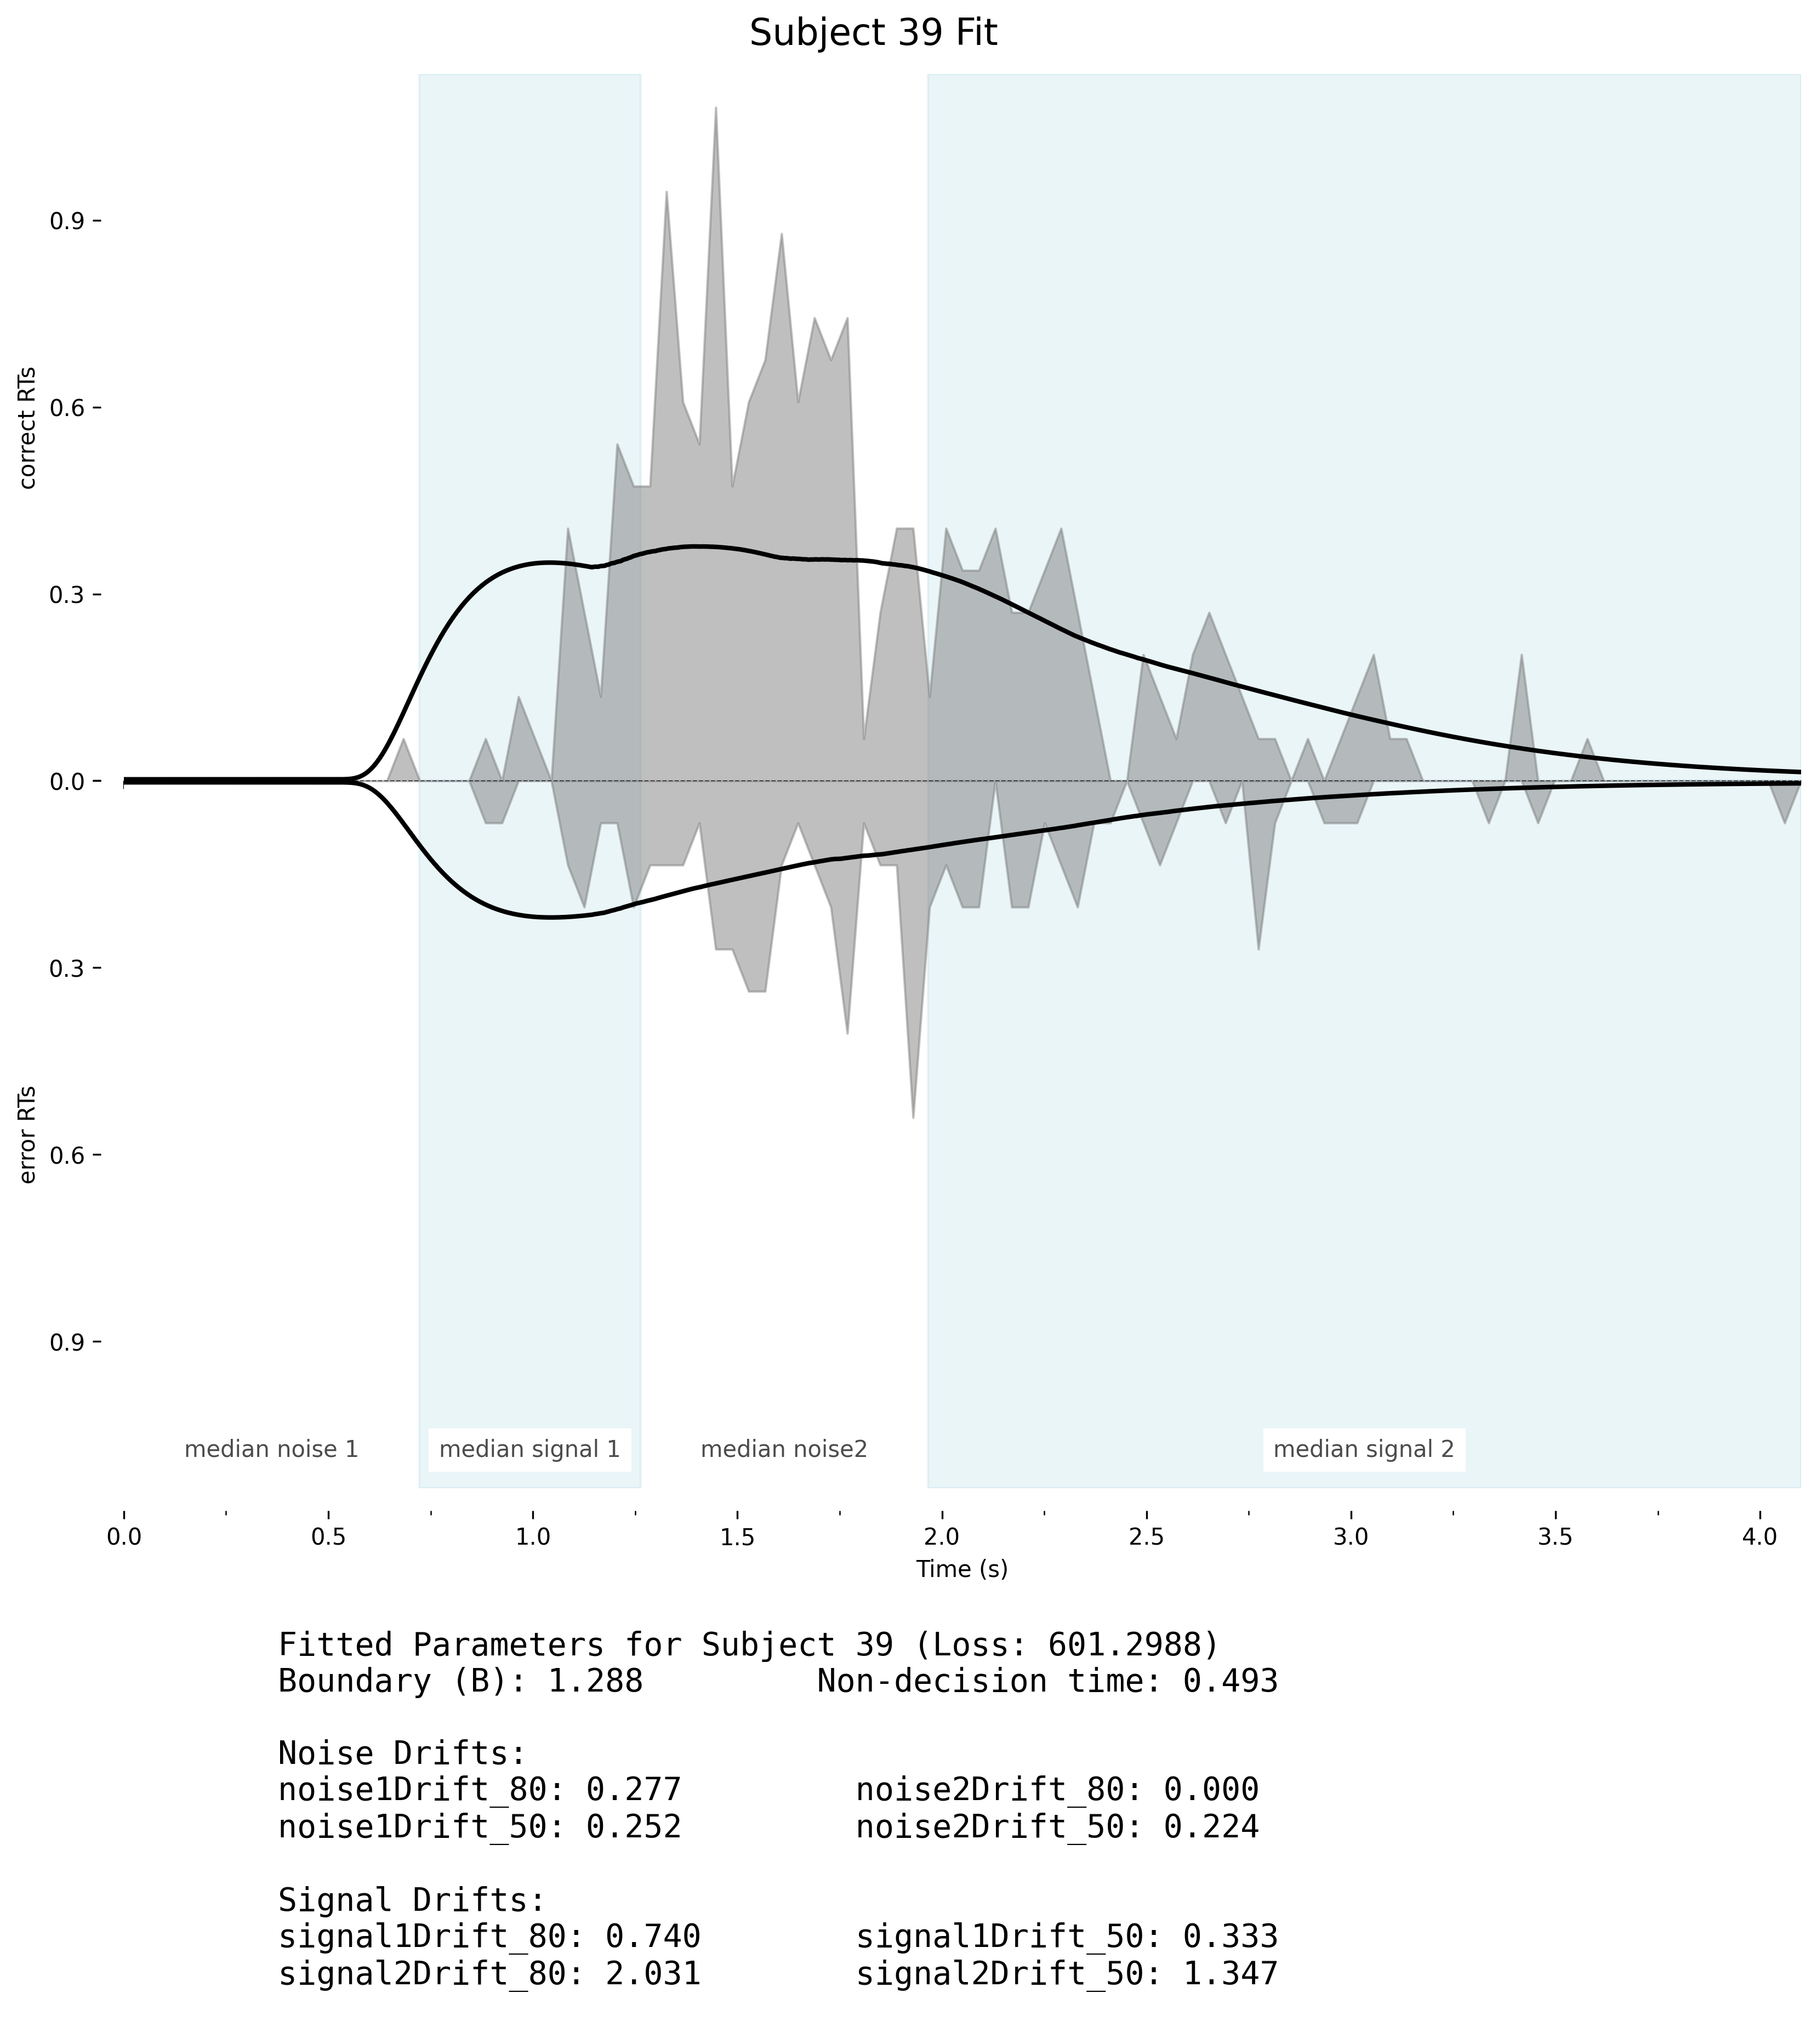 Subject 39 Fit
correct RTs
error RTs
0.9
0.6
0.3
0.0
0.3
0.6
0.9
median noise 1
median signal 1
median noise2
median signal 2
0.0 0.5 1.0 1.5 2.0 2.5 3.0 3.5 4.0
Time (s)
Fitted Parameters for Subject 39 (Loss: 601.2988)
Boundary (B): 1.288 Non-decision time: 0.493
Noise Drifts:
noise1Drift_80: 0.277 noise2Drift_80: 0.000
noise1Drift_50: 0.252 noise2Drift_50: 0.224
Signal Drifts:
signal1Drift_80: 0.740 signal1Drift_50: 0.333
signal2Drift_80: 2.031 signal2Drift_50: 1.347